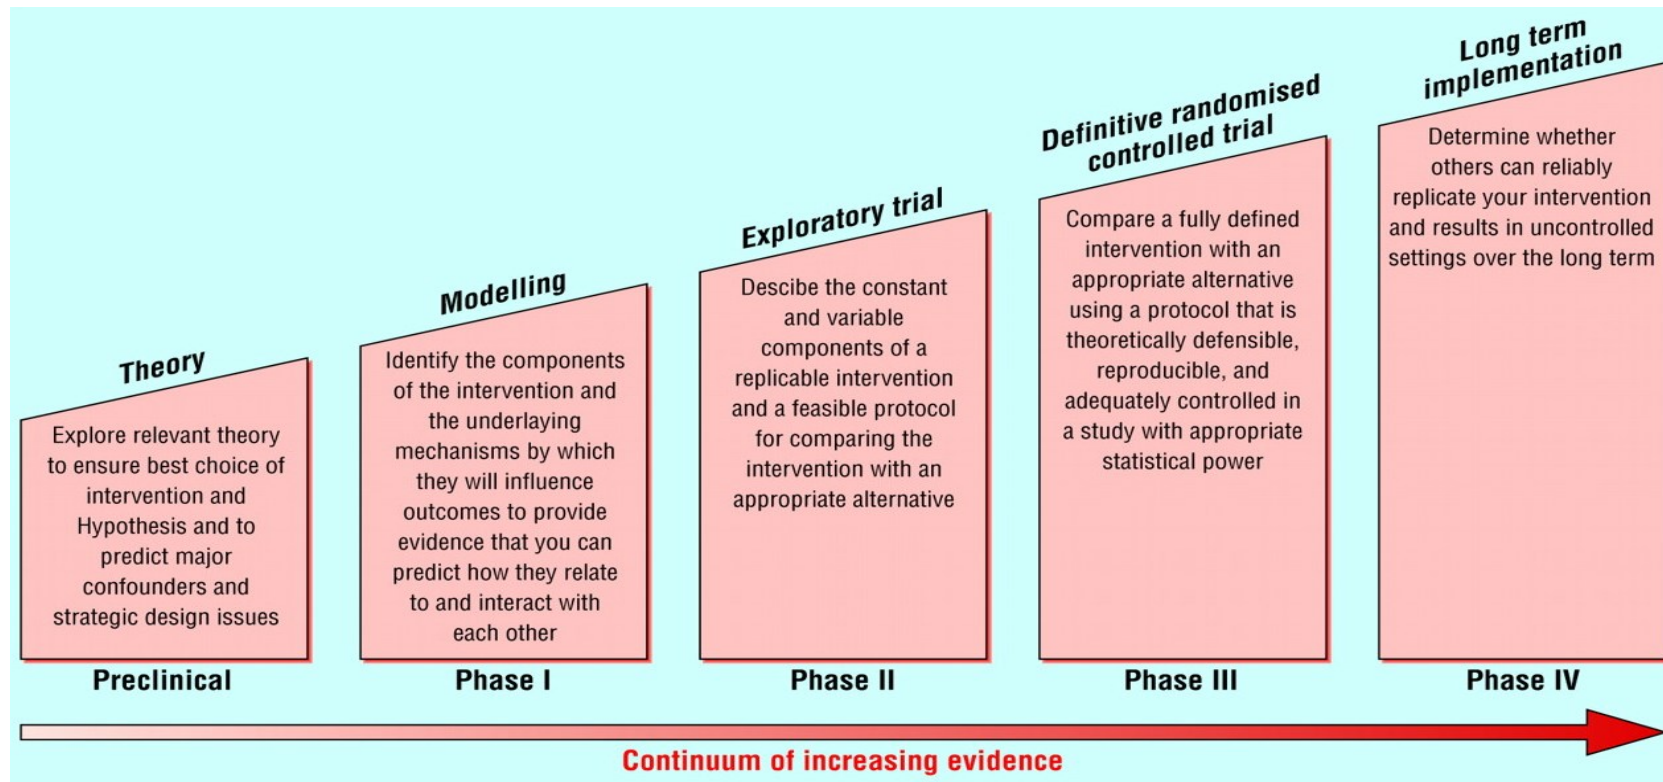 Theory
Explore relevant theory
to ensure best choice of
intervention and
Hypothesis and to
predict major
confounders and
strategic design issues
Preclinical
Modelling
Identify the components
of the intervention and
the underlaying
mechanisms by which
they will influence
outcomes to provide
evidence that you can
predict how they relate
to and interact with
each other
Phase I
Exploratory trial
Descibe the constant
and variable
components of a
replicable intervention
and a feasible protocol
for comparing the
intervention with an
appropriate alternative
Phase II
Definitive randomised
controlled trial
Compare a fully defined
intervention with an
appropriate alternative
using a protocol that is
theoretically defensible,
reproducible, and
adequately controlled in
a study with appropriate
statistical power
Phase III
Long term
implementation
Determine whether
others can reliably
replicate your intervention
and results in uncontrolled
settings over the long term
Phase IV
Continuum of increasing evidence